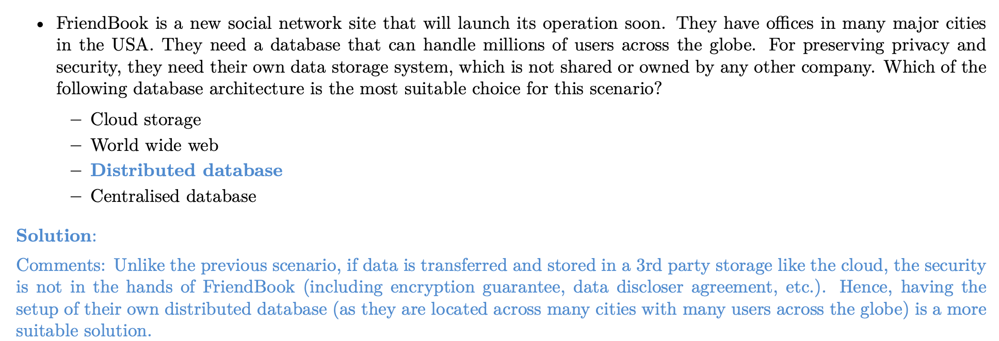 • FriendBook is a new social network site that will launch its operation soon. They have offices in many major cities
in the USA. They need a database that can handle millions of users across the globe. For preserving privacy and
security, they need their own data storage system, which is not shared or owned by any other company. Which of the
following database architecture is the most suitable choice for this scenario?
– Cloud storage
– World wide web
– Distributed database
– Centralised database
Solution:
Comments: Unlike the previous scenario, if data is transferred and stored in a 3rd party storage like the cloud, the security
is not in the hands of FriendBook (including encryption guarantee, data discloser agreement, etc.). Hence, having the
setup of their own distributed database (as they are located across many cities with many users across the globe) is a more
suitable solution.